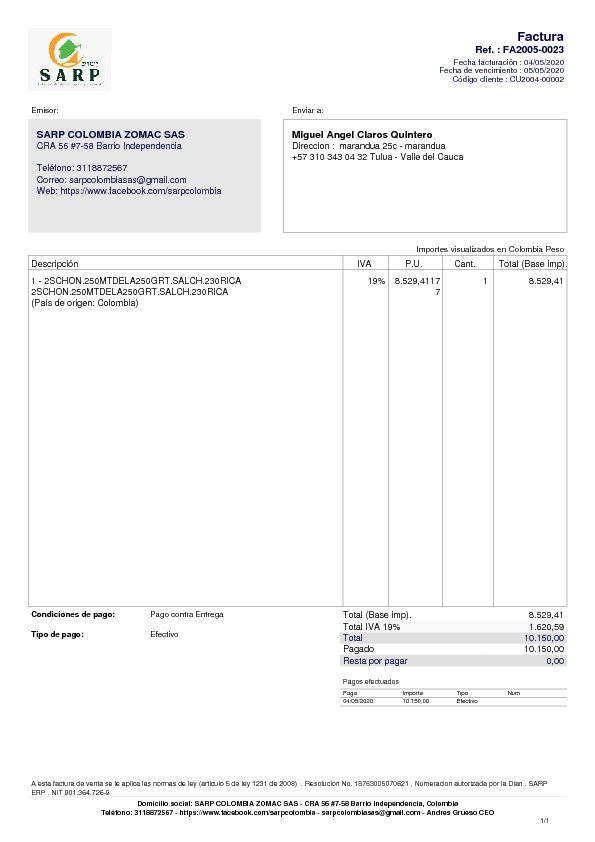 Factura
Ref. : FA2005-0023
Fecha facturación : 04/05/2020
Fecha de vencimiento : 05/05/2020
Código cliente : CU2004-00002
SARP
Emisor:
Enviar a:
SARP COLOMBIA ZOMAC SAS
CRA 56 #7-58 Barrio Independencia
Teléfono: 3118872567
Correo: sarpcolombiasas@gmail.com
Web: https://www.facebook.com/sarpcolombia
Miguel Angel Claros Quintero
Direccion : marandua 25c - marandua
+57 310 343 04 32 Tulua - Valle del Cauca
Importes visualizados en Colombia Peso
Descripción IVA P.U. Cant. Total (Base imp).
1 - 2SCHON.250MTDELA250GRT.SALCH.230RICA 19% 8.529,4117 1 8.529,41
2SCHON.250MTDELA250GRT.SALCH.230RICA 7
(País de origen: Colombia)
Condiciones de pago: Pago contra Entrega
Tipo de pago: Efectivo
Total (Base imp). 8.529,41
Total IVA 19% 1.620,59
Total 10.150,00
Pagado 10.150,00
Resta por pagar 0,00
Pagos efectuados
Pago Importe Tipo Num
04/05/2020 10.150,00 Efectivo
A esta factura de venta se le aplica las normas de ley (artículo 5 de ley 1231 de 2008) . Resolucion No. 18763005070621 , Numeracion autorizada por la Dian . SARP
ERP . NIT 901.364.726-9
Domicilio social: SARP COLOMBIA ZOMAC SAS - CRA 56 #7-58 Barrio Independencia, Colombia
Teléfono: 3118872567 - https://www.facebook.com/sarpcolombia - sarpcolombiasas@gmail.com - Andres Grueso CEO
1/1